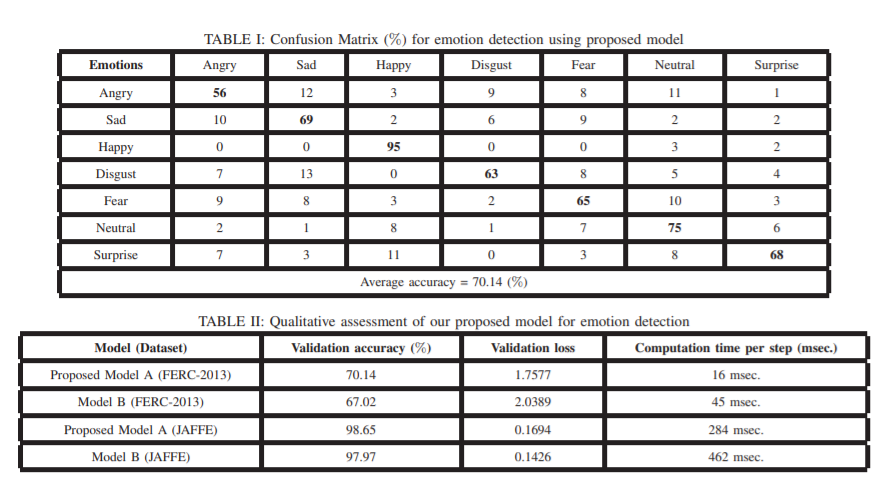 TABLE I: Confusion Matrix (%) for emotion detection using proposed model
Emotions Angry Sad Happy Disgust Fear Neutral Surprise
Angry 56 12 3 9 8 11 1
Sad 10 69 2 6 9 2 2
Happy 0 0 95 0 0 3 2
Disgust 7 13 0 63 8 5 4
Fear 9 8 3 2 65 10 3
Neutral 2 1 8 1 7 75 6
Surprise 7 3 11 0 3 8 68
Average accuracy = 70.14 (%)
TABLE II: Qualitative assessment of our proposed model for emotion detection
Model (Dataset) Validation accuracy (%) Validation loss Computation time per step (msec.)
Proposed Model A (FERC-2013) 70.14 1.7577 16 msec.
Model B (FERC-2013) 67.02 2.0389 45 msec.
Proposed Model A (JAFFE) 98.65 0.1694 284 msec.
Model B (JAFFE) 97.97 0.1426 462 msec.